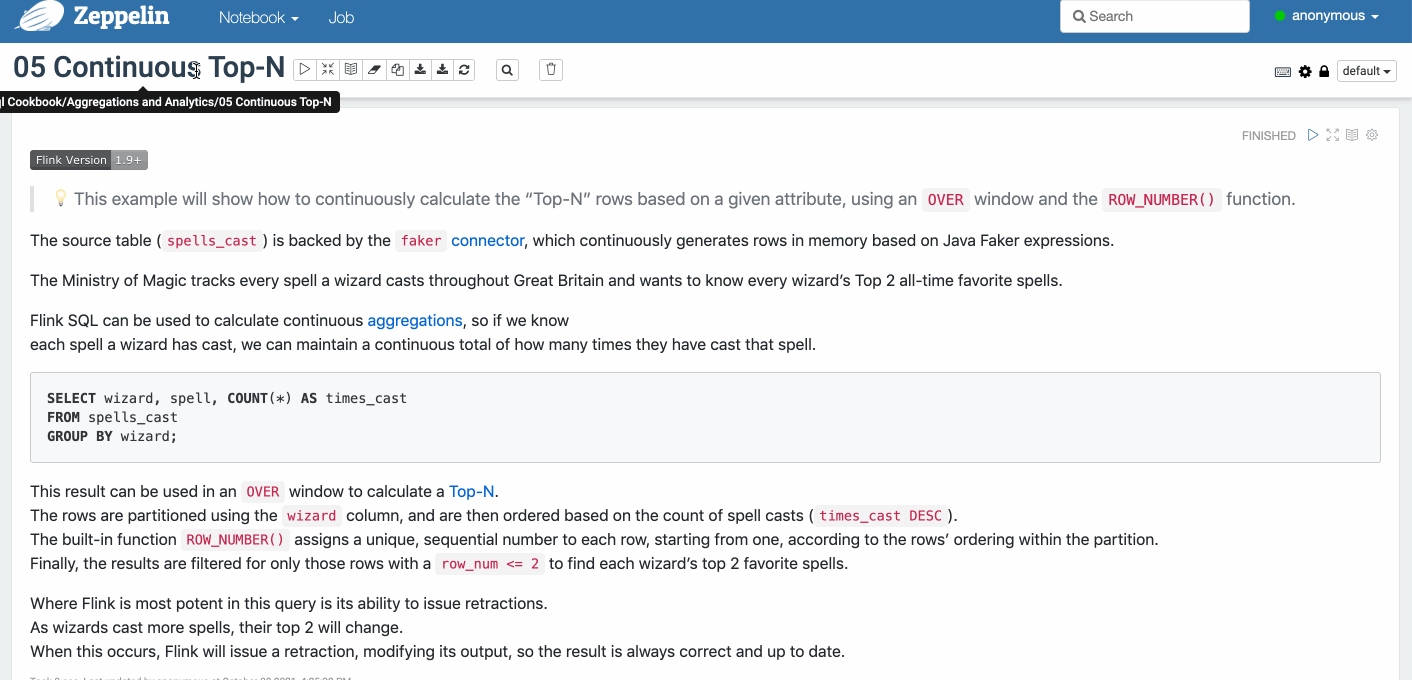 Zeppelin Notebook Job Search anonymous
05 Continuous Top-N default
Cookbook/Aggregations and Analytics/05 Continuous Top-N
FINISHED
Flink Version 1.9+
💡 This example will show how to continuously calculate the “Top-N” rows based on a given attribute, using an OVER window and the ROW_NUMBER() function.
The source table ( spells_cast ) is backed by the faker connector, which continuously generates rows in memory based on Java Faker expressions.
The Ministry of Magic tracks every spell a wizard casts throughout Great Britain and wants to know every wizard’s Top 2 all-time favorite spells.
Flink SQL can be used to calculate continuous aggregations, so if we know
each spell a wizard has cast, we can maintain a continuous total of how many times they have cast that spell.
SELECT wizard, spell, COUNT(*) AS times_cast
FROM spells_cast
GROUP BY wizard;
This result can be used in an OVER window to calculate a Top-N.
The rows are partitioned using the wizard column, and are then ordered based on the count of spell casts ( times_cast DESC ).
The built-in function ROW_NUMBER() assigns a unique, sequential number to each row, starting from one, according to the rows’ ordering within the partition.
Finally, the results are filtered for only those rows with a row_num <= 2 to find each wizard’s top 2 favorite spells.
Where Flink is most potent in this query is its ability to issue retractions.
As wizards cast more spells, their top 2 will change.
When this occurs, Flink will issue a retraction, modifying its output, so the result is always correct and up to date.